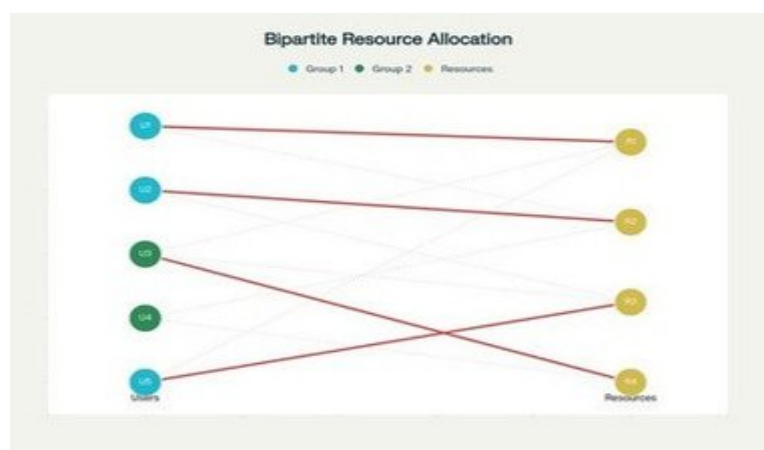 Bipartite Resource Allocation
Group 1 Group 2 Resources
U1
R1
U2
R2
U3
R3
U4
U5
R4
Users
Resources